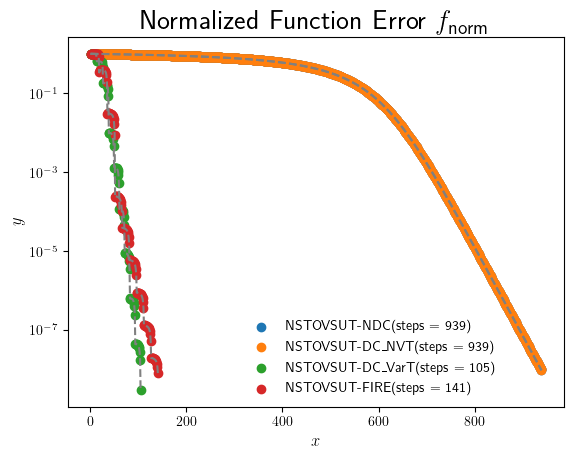 Normalized Function Error f_norm
10⁻¹
10⁻³
10⁻⁵
10⁻⁷
y
NSTOVSUT-NDC(steps = 939)
NSTOVSUT-DC_NVT(steps = 939)
NSTOVSUT-DC_VarT(steps = 105)
NSTOVSUT-FIRE(steps = 141)
0 200 400 600 800
x